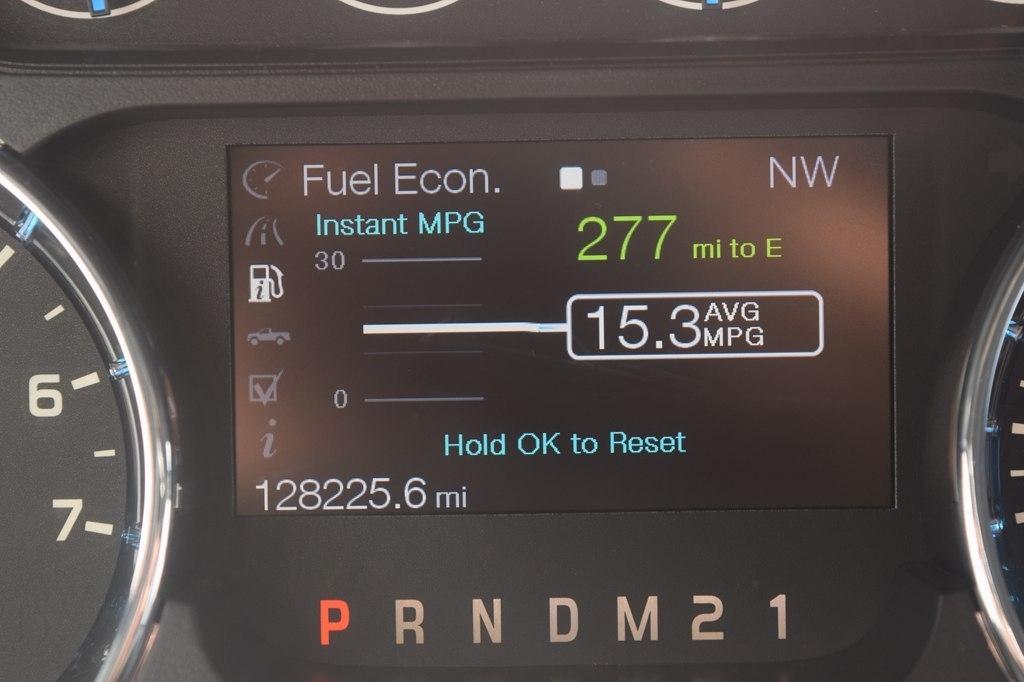 Fuel Econ.
NW
Instant MPG
277 mi to E
30
15.3 AVG MPG
0
Hold OK to Reset
128225.6 mi
6
7
P R N D M 2 1